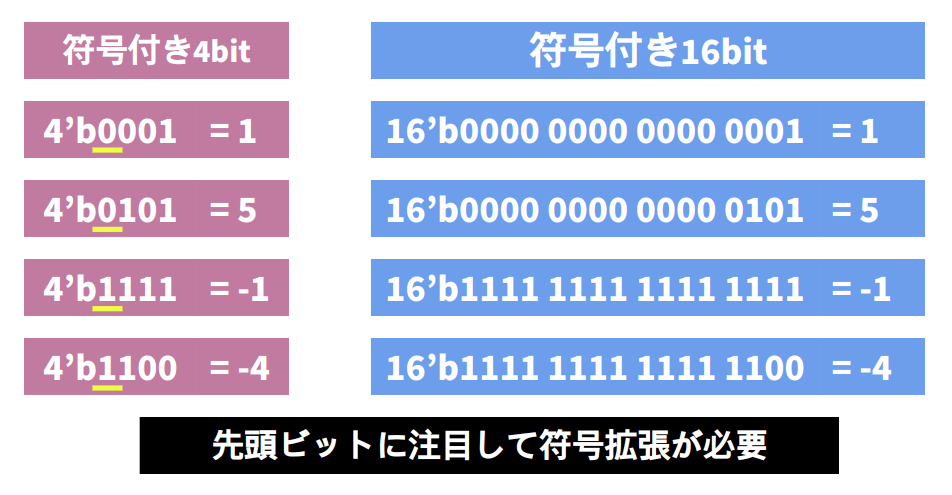 符号付き4bit
符号付き16bit
4’b0001 = 1
16’b0000 0000 0000 0001 = 1
4’b0101 = 5
16’b0000 0000 0000 0101 = 5
4’b1111 = -1
16’b1111 1111 1111 1111 = -1
4’b1100 = -4
16’b1111 1111 1111 1100 = -4
先頭ビットに注目して符号拡張が必要